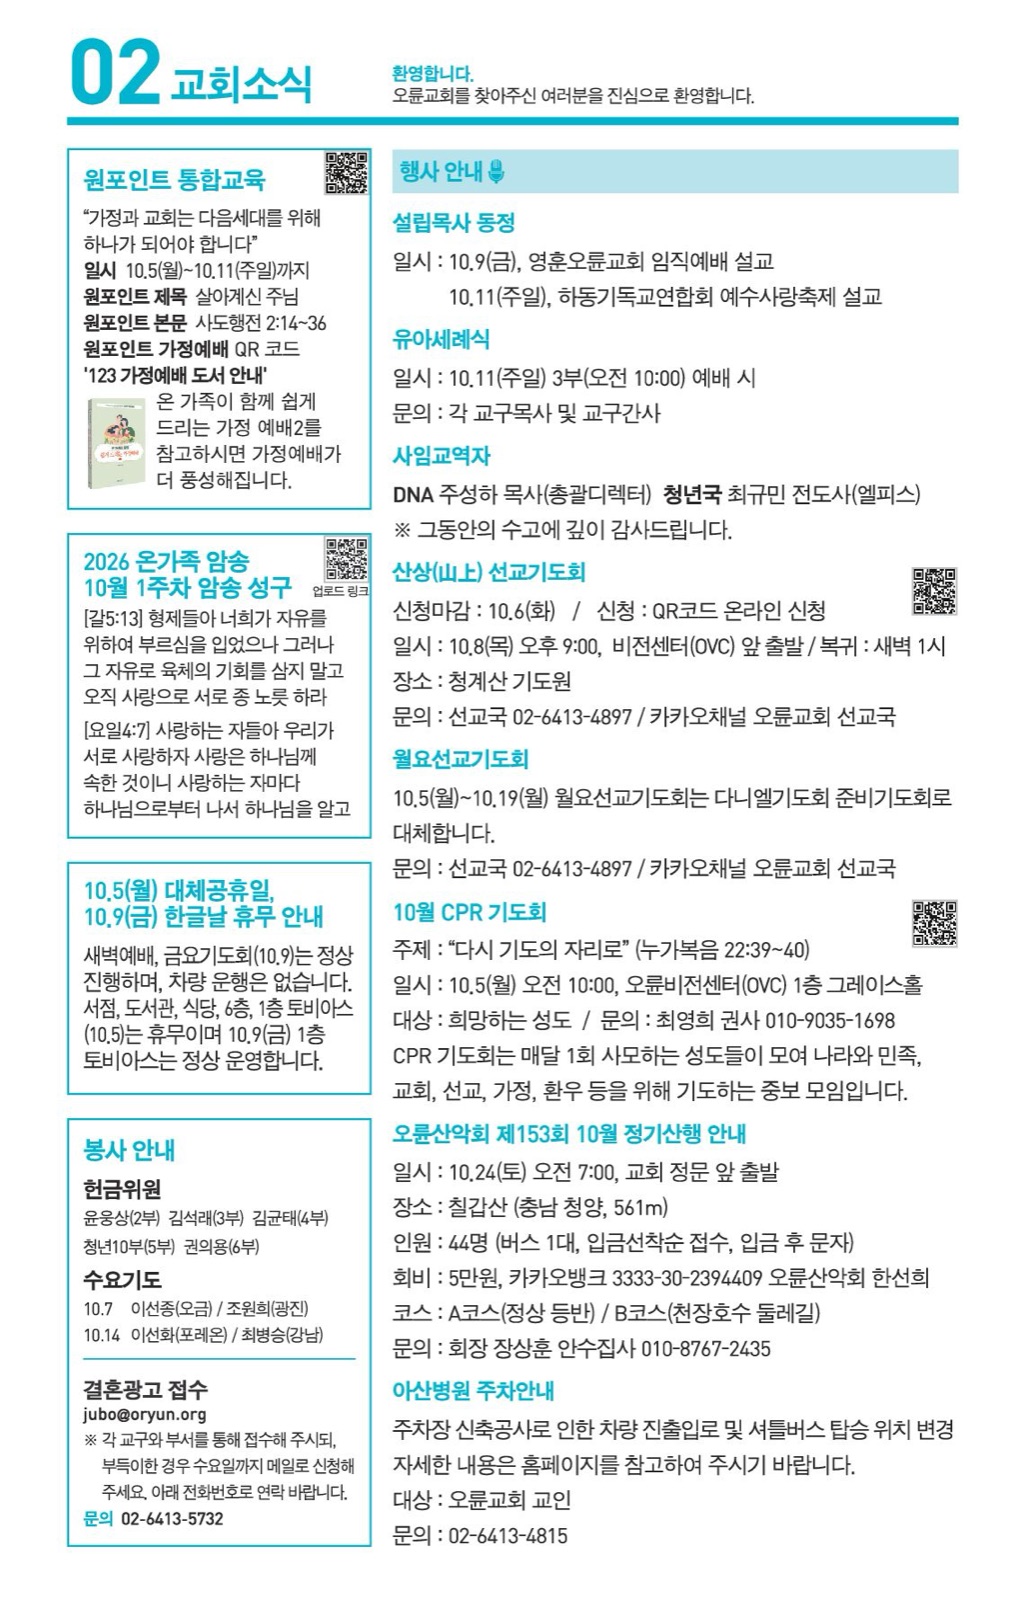 02 교회소식
환영합니다.
오륜교회를 찾아주신 여러분을 진심으로 환영합니다.
원포인트 통합교육
“가정과 교회는 다음세대를 위해
하나가 되어야 합니다”
일시 10.5(월)~10.11(주일)까지
원포인트 제목 살아계신 주님
원포인트 본문 사도행전 2:14~36
원포인트 가정예배 QR 코드
'123 가정예배 도서 안내'
온 가족이 함께 쉽게
드리는 가정 예배2를
참고하시면 가정예배가
더 풍성해집니다.
2026 온가족 암송
10월 1주차 암송 성구
업로드 링크
[갈5:13] 형제들아 너희가 자유를
위하여 부르심을 입었으나 그러나
그 자유로 육체의 기회를 삼지 말고
오직 사랑으로 서로 종 노릇 하라
[요일4:7] 사랑하는 자들아 우리가
서로 사랑하자 사랑은 하나님께
속한 것이니 사랑하는 자마다
하나님으로부터 나서 하나님을 알고
10.5(월) 대체공휴일,
10.9(금) 한글날 휴무 안내
새벽예배, 금요기도회(10.9)는 정상
진행하며, 차량 운행은 없습니다.
서점, 도서관, 식당, 6층, 1층 토비아스
(10.5)는 휴무이며 10.9(금) 1층
토비아스는 정상 운영합니다.
봉사 안내
헌금위원
윤웅상(2부) 김석래(3부) 김균태(4부)
청년10부(5부) 권의용(6부)
수요기도
10.7 이선종(오금) / 조원희(광진)
10.14 이선화(포레온) / 최병승(강남)
결혼광고 접수
jubo@oryun.org
※ 각 교구와 부서를 통해 접수해 주시되,
부득이한 경우 수요일까지 메일로 신청해
주세요. 아래 전화번호로 연락 바랍니다.
문의 02-6413-5732
행사 안내
설립목사 동정
일시 : 10.9(금), 영훈오륜교회 임직예배 설교
10.11(주일), 하동기독교연합회 예수사랑축제 설교
유아세례식
일시 : 10.11(주일) 3부(오전 10:00) 예배 시
문의 : 각 교구목사 및 교구간사
사임교역자
DNA 주성하 목사(총괄디렉터) 청년국 최규민 전도사(엘피스)
※ 그동안의 수고에 깊이 감사드립니다.
산상(山上) 선교기도회
신청마감 : 10.6(화) / 신청 : QR코드 온라인 신청
일시 : 10.8(목) 오후 9:00, 비전센터(OVC) 앞 출발 / 복귀 : 새벽 1시
장소 : 청계산 기도원
문의 : 선교국 02-6413-4897 / 카카오채널 오륜교회 선교국
월요선교기도회
10.5(월)~10.19(월) 월요선교기도회는 다니엘기도회 준비기도회로
대체합니다.
문의 : 선교국 02-6413-4897 / 카카오채널 오륜교회 선교국
10월 CPR 기도회
주제 : “다시 기도의 자리로” (누가복음 22:39~40)
일시 : 10.5(월) 오전 10:00, 오륜비전센터(OVC) 1층 그레이스홀
대상 : 희망하는 성도 / 문의 : 최영희 권사 010-9035-1698
CPR 기도회는 매달 1회 사모하는 성도들이 모여 나라와 민족,
교회, 선교, 가정, 환우 등을 위해 기도하는 중보 모임입니다.
오륜산악회 제153회 10월 정기산행 안내
일시 : 10.24(토) 오전 7:00, 교회 정문 앞 출발
장소 : 칠갑산 (충남 청양, 561m)
인원 : 44명 (버스 1대, 입금선착순 접수, 입금 후 문자)
회비 : 5만원, 카카오뱅크 3333-30-2394409 오륜산악회 한선희
코스 : A코스(정상 등반) / B코스(천장호수 둘레길)
문의 : 회장 장상훈 안수집사 010-8767-2435
아산병원 주차안내
주차장 신축공사로 인한 차량 진출입로 및 셔틀버스 탑승 위치 변경
자세한 내용은 홈페이지를 참고하여 주시기 바랍니다.
대상 : 오륜교회 교인
문의 : 02-6413-4815